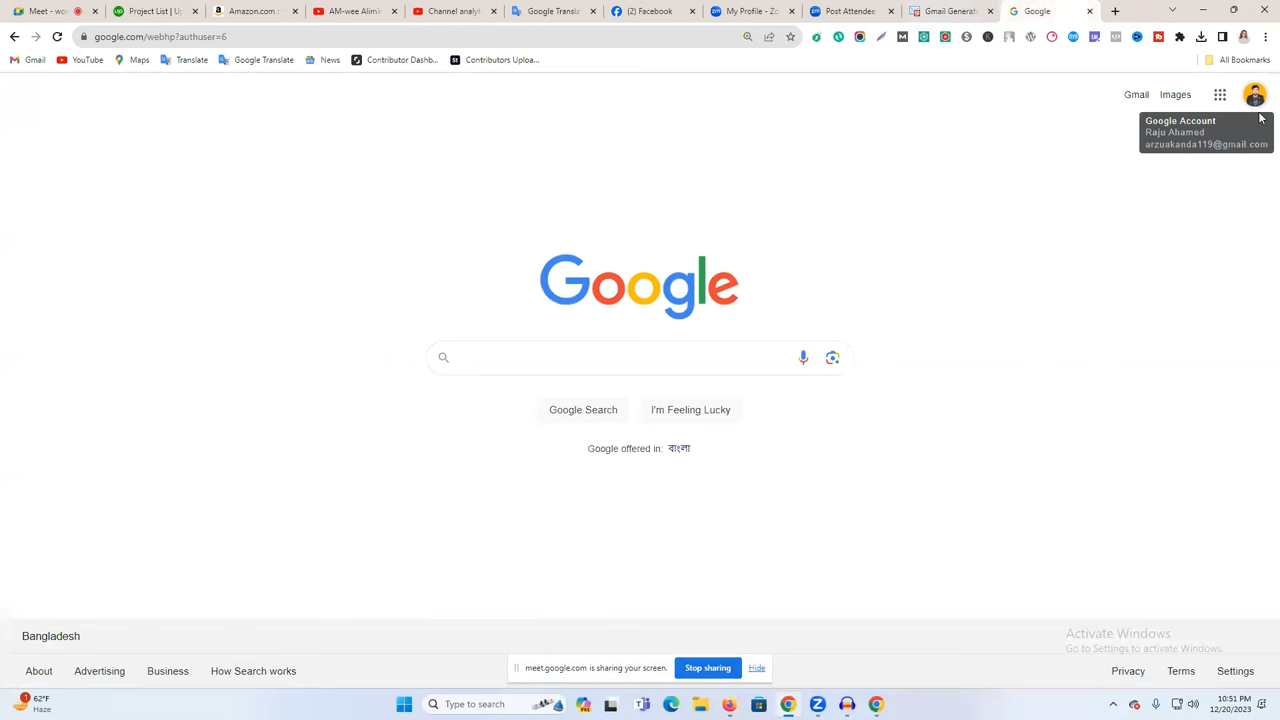 Meet - wo
Project List | Up
Amazon.com
AM-wee Alimi
Channel analy
Google Transl
(2) Facebook
My Profile - Zo
Post Attendee
Gmail Generat
Google
google.com/webhp?authuser=6
Gmail
YouTube
Maps
Translate
Google Translate
News
Contributor Dashb...
Contributors Uploa...
All Bookmarks
Gmail Images
Google Account
Raju Ahamed
arzuakanda119@gmail.com
Google
Google Search
I'm Feeling Lucky
Google offered in: বাংলা
Bangladesh
Activate Windows
Go to Settings to activate Windows.
About Advertising Business How Search works
meet.google.com is sharing your screen.
Stop sharing
Hide
Privacy Terms Settings
62°F
Haze
Type to search
10:51 PM
12/20/2023